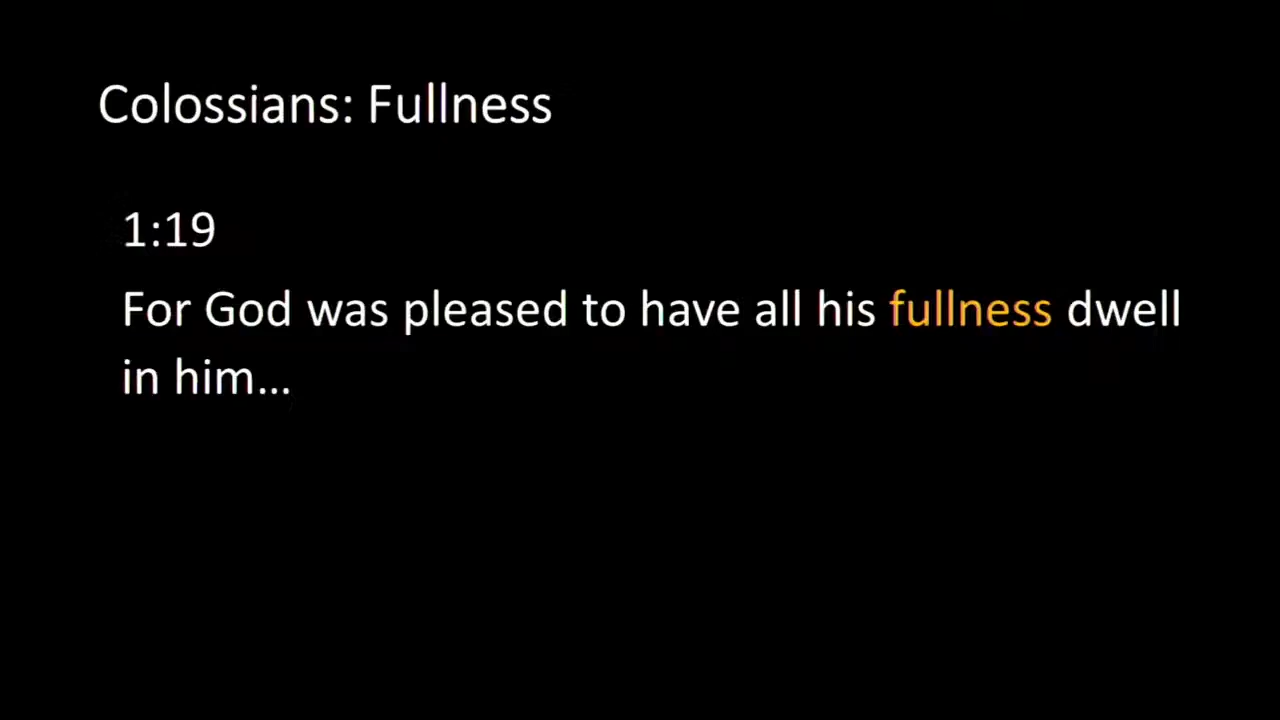 Colossians: Fullness
1:19
For God was pleased to have all his fullness dwell
in him...